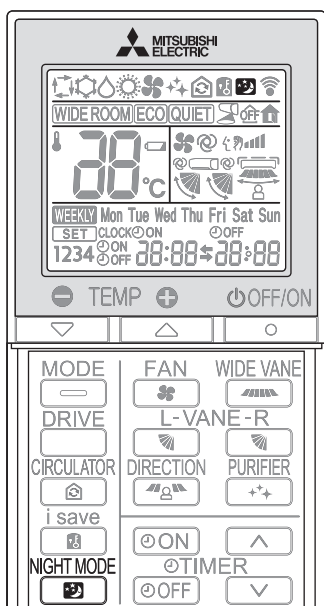 MITSUBISHI
ELECTRIC
WIDE ROOM ECO QUIET OFF
88 °C
WEEKLY Mon Tue Wed Thu Fri Sat Sun
SET CLOCK ON OFF
1234 ON OFF 88:88 88:88
TEMP OFF/ON
MODE FAN WIDE VANE
DRIVE L-VANE-R
CIRCULATOR DIRECTION PURIFIER
i save
ON
NIGHT MODE TIMER
OFF